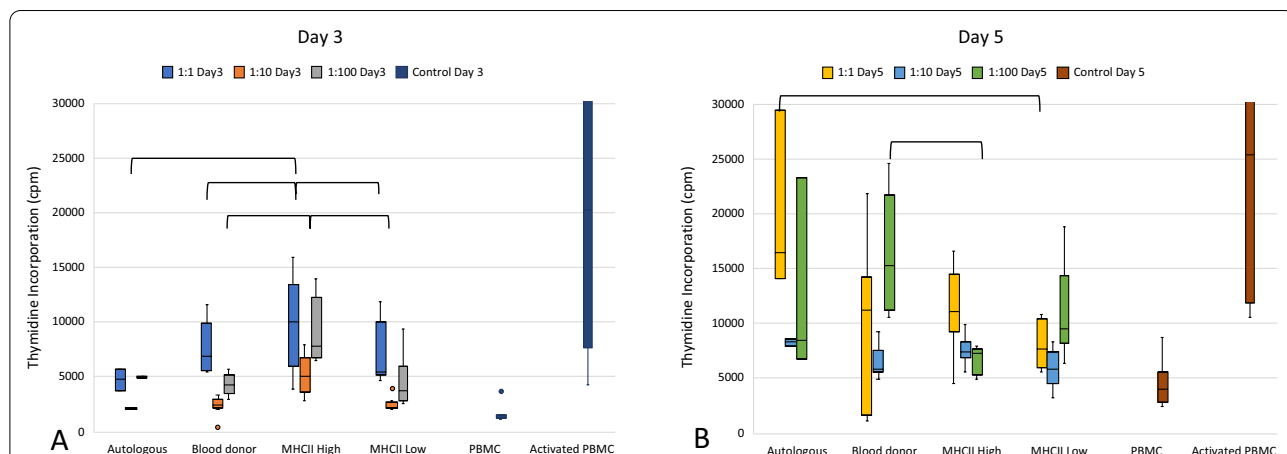 Day 3
1:1 Day3 1:10 Day3 1:100 Day3 Control Day 3
Thymidine Incorporation (cpm)
30000
25000
20000
15000
10000
5000
0
A
Autologous Blood donor MHCII High MHCII Low PBMC Activated PBMC
Day 5
1:1 Day5 1:10 Day5 1:100 Day5 Control Day 5
Thymidine Incorporation (cpm)
30000
25000
20000
15000
10000
5000
0
B
Autologous Blood donor MHCII High MHCII Low PBMC Activated PBMC